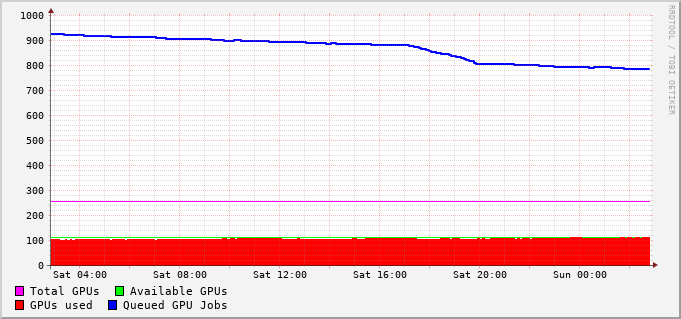 1000
900
800
700
600
500
400
300
200
100
0
Sat 04:00 Sat 08:00 Sat 12:00 Sat 16:00 Sat 20:00 Sun 00:00
Total GPUs Available GPUs
GPUs used Queued GPU Jobs
RRDTOOL / TOBI OETIKER